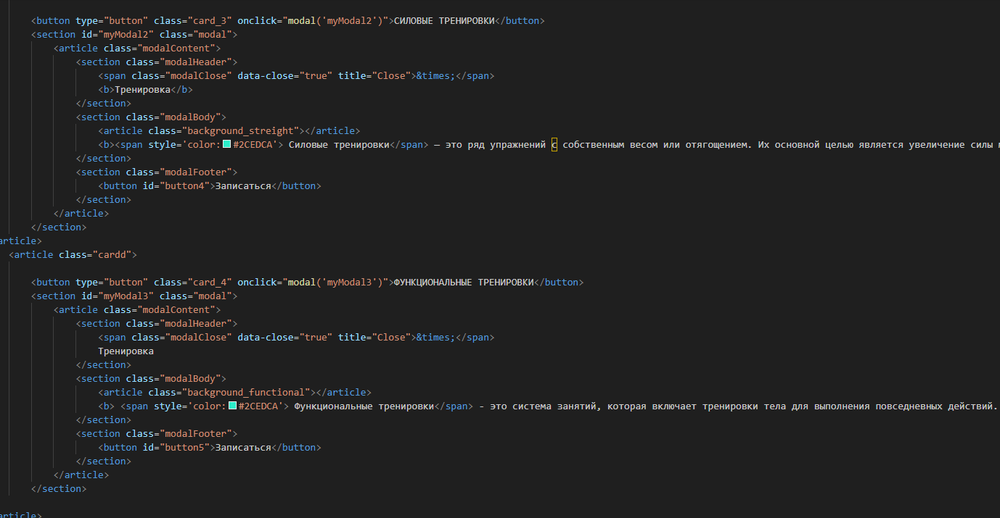 <button type="button" class="card_3" onclick="modal('myModal2')">СИЛОВЫЕ ТРЕНИРОВКИ</button>
<section id="myModal2" class="modal">
<article class="modalContent">
<section class="modalHeader">
<span class="modalClose" data-close="true" title="Close">&times;</span>
<b>Тренировка</b>
</section>
<section class="modalBody">
<article class="background_streight"></article>
<b><span style='color:#2CEDCA'> Силовые тренировки</span> – это ряд упражнений с собственным весом или отягощением. Их основной целью является увеличение силы
</section>
<section class="modalFooter">
<button id="button4">Записаться</button>
</section>
</article>
</section>
article>
<article class="cardd">
<button type="button" class="card_4" onclick="modal('myModal3')">ФУНКЦИОНАЛЬНЫЕ ТРЕНИРОВКИ</button>
<section id="myModal3" class="modal">
<article class="modalContent">
<section class="modalHeader">
<span class="modalClose" data-close="true" title="Close">&times;</span>
Тренировка
</section>
<section class="modalBody">
<article class="background_functional"></article>
<b> <span style='color:#2CEDCA'> Функциональные тренировки</span> - это система занятий, которая включает тренировки тела для выполнения повседневных действий.
</section>
<section class="modalFooter">
<button id="button5">Записаться</button>
</section>
</article>
</section>
article>